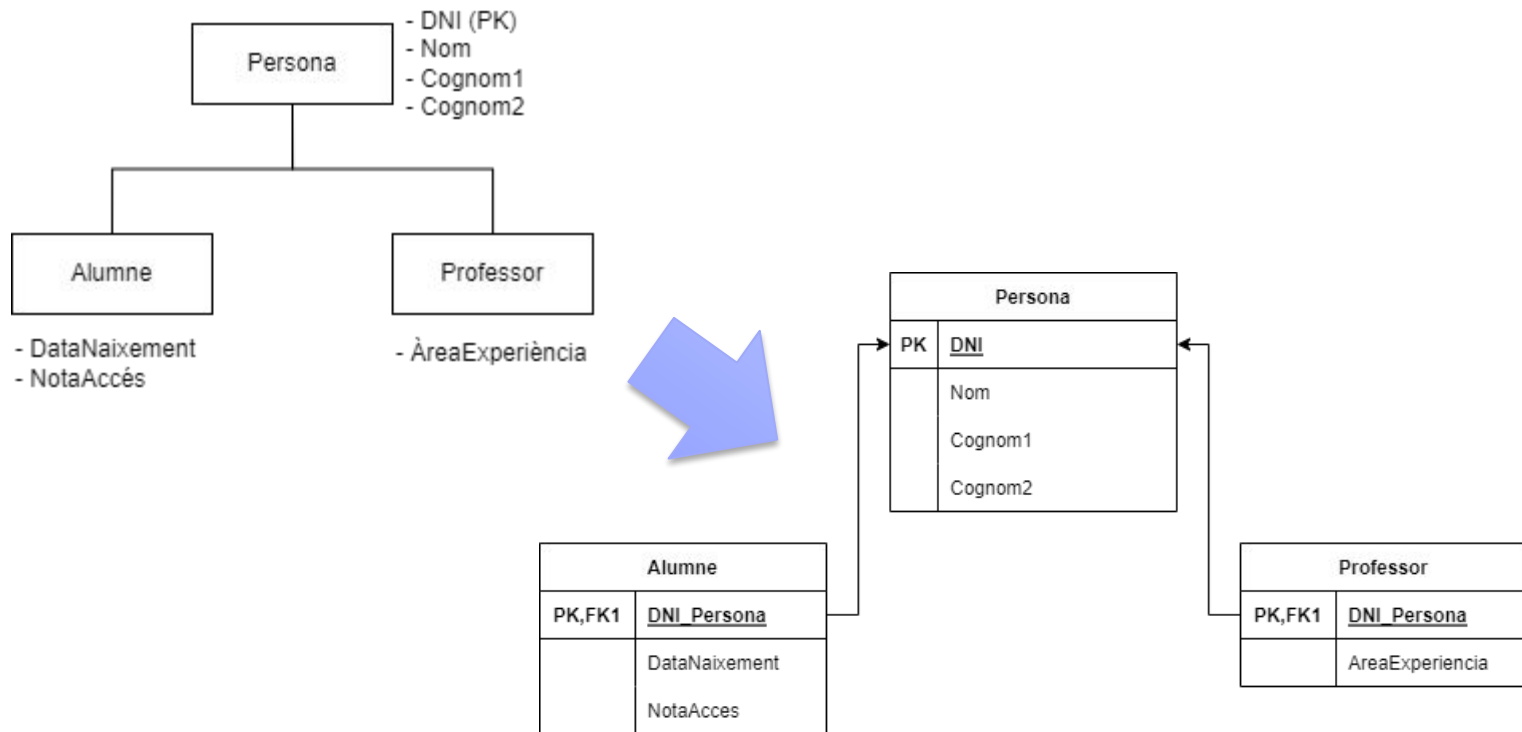 Persona
- DNI (PK)
- Nom
- Cognom1
- Cognom2
Alumne
- DataNaixement
- NotaAccés
Professor
- ÀreaExperiència
Persona
PK DNI
Nom
Cognom1
Cognom2
Alumne
PK,FK1 DNI_Persona
DataNaixement
NotaAcces
Professor
PK,FK1 DNI_Persona
AreaExperiencia